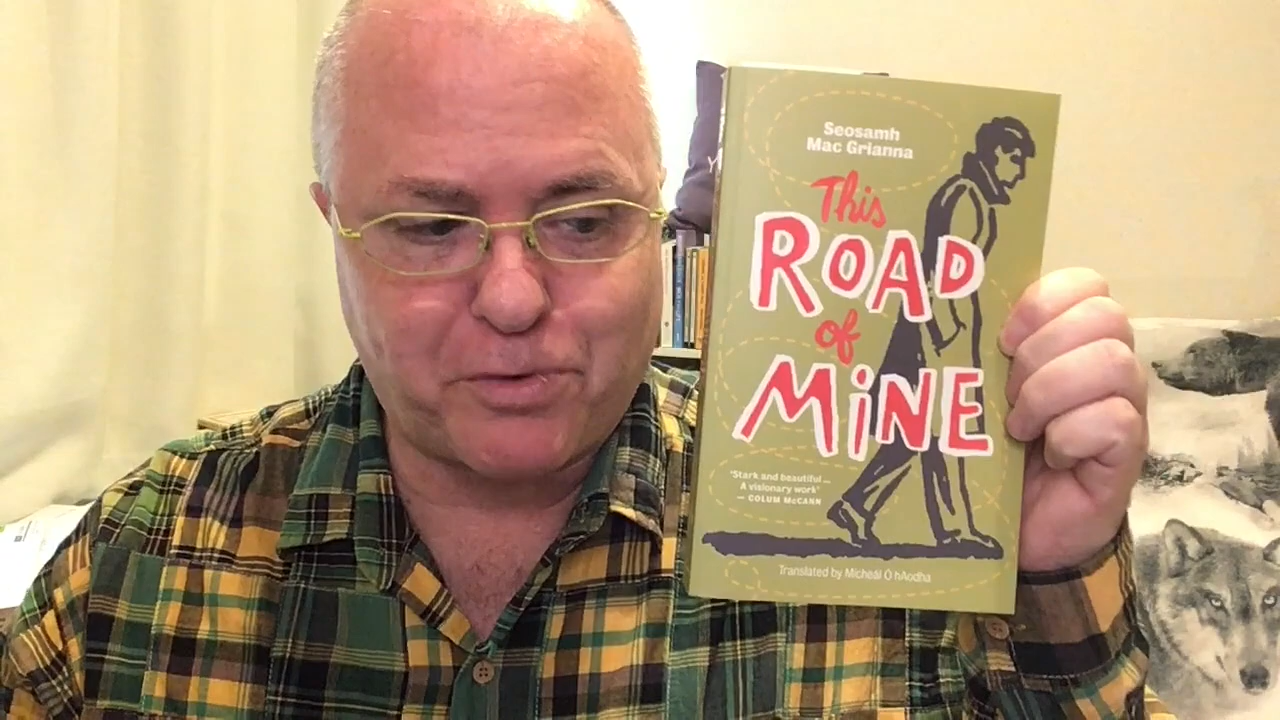 Seosamh
Mac Grianna
This
ROAD
of
MiNE
"Stark and beautiful ...
A visionary work"
— COLUM McCANN
Translated by Mícheál Ó hAodha